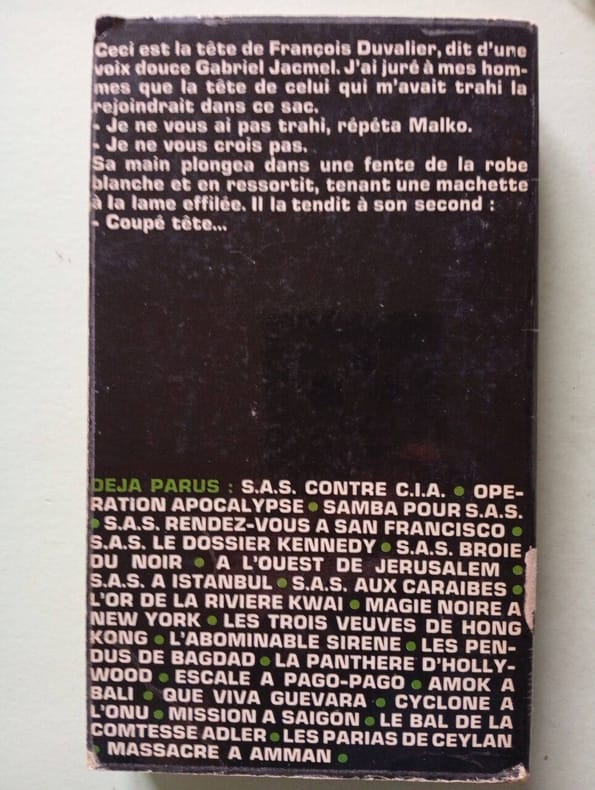 Ceci est la tête de François Duvalier, dit d'une
voix douce Gabriel Jacmel. J'ai juré à mes hom-
mes que la tête de celui qui m'avait trahi la
rejoindrait dans ce sac.
- Je ne vous ai pas trahi, répéta Malko.
- Je ne vous crois pas.
Sa main plongea dans une fente de la robe
blanche et en ressortit, tenant une machette
à la lame effilée. Il la tendit à son second :
- Coupé tête...
DEJA PARUS : S.A.S. CONTRE C.I.A. • OPE-
RATION APOCALYPSE • SAMBA POUR S.A.S.
• S.A.S. RENDEZ-VOUS A SAN FRANCISCO •
S.A.S. LE DOSSIER KENNEDY • S.A.S. BROIE
DU NOIR • A L'OUEST DE JERUSALEM •
S.A.S. A ISTANBUL • S.A.S. AUX CARAIBES •
L'OR DE LA RIVIERE KWAI • MAGIE NOIRE A
NEW YORK • LES TROIS VEUVES DE HONG
KONG • L'ABOMINABLE SIRENE • LES PEN-
DUS DE BAGDAD • LA PANTHERE D'HOLLY-
WOOD • ESCALE A PAGO-PAGO • AMOK A
BALI • QUE VIVA GUEVARA • CYCLONE A
L'ONU • MISSION A SAIGON • LE BAL DE LA
COMTESSE ADLER • LES PARIAS DE CEYLAN
• MASSACRE A AMMAN •